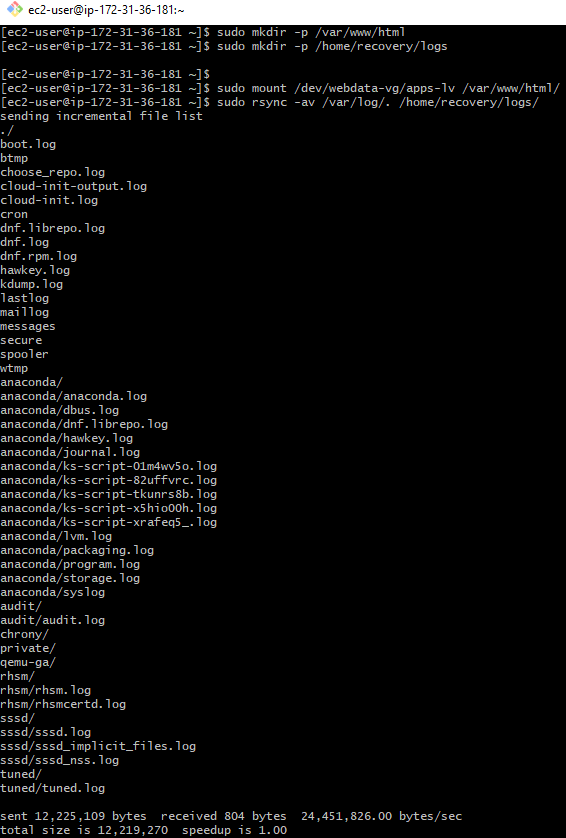 ec2-user@ip-172-31-36-181:~
[ec2-user@ip-172-31-36-181 ~]$ sudo mkdir -p /var/www/html
[ec2-user@ip-172-31-36-181 ~]$ sudo mkdir -p /home/recovery/logs
[ec2-user@ip-172-31-36-181 ~]$
[ec2-user@ip-172-31-36-181 ~]$ sudo mount /dev/webdata-vg/apps-lv /var/www/html/
[ec2-user@ip-172-31-36-181 ~]$ sudo rsync -av /var/log/. /home/recovery/logs/
sending incremental file list
./
boot.log
btmp
choose_repo.log
cloud-init-output.log
cloud-init.log
cron
dnf.librepo.log
dnf.log
dnf.rpm.log
hawkey.log
kdump.log
lastlog
maillog
messages
secure
spooler
wtmp
anaconda/
anaconda/anaconda.log
anaconda/dbus.log
anaconda/dnf.librepo.log
anaconda/hawkey.log
anaconda/journal.log
anaconda/ks-script-01m4wv5o.log
anaconda/ks-script-82uffvrc.log
anaconda/ks-script-tkunrs8b.log
anaconda/ks-script-x5hio00h.log
anaconda/ks-script-xrafeq5_.log
anaconda/lvm.log
anaconda/packaging.log
anaconda/program.log
anaconda/storage.log
anaconda/syslog
audit/
audit/audit.log
chrony/
private/
qemu-ga/
rhsm/
rhsm/rhsm.log
rhsm/rhsmcertd.log
sssd/
sssd/sssd.log
sssd/sssd_implicit_files.log
sssd/sssd_nss.log
tuned/
tuned/tuned.log
sent 12,225,109 bytes  received 804 bytes  24,451,826.00 bytes/sec
total size is 12,219,270  speedup is 1.00